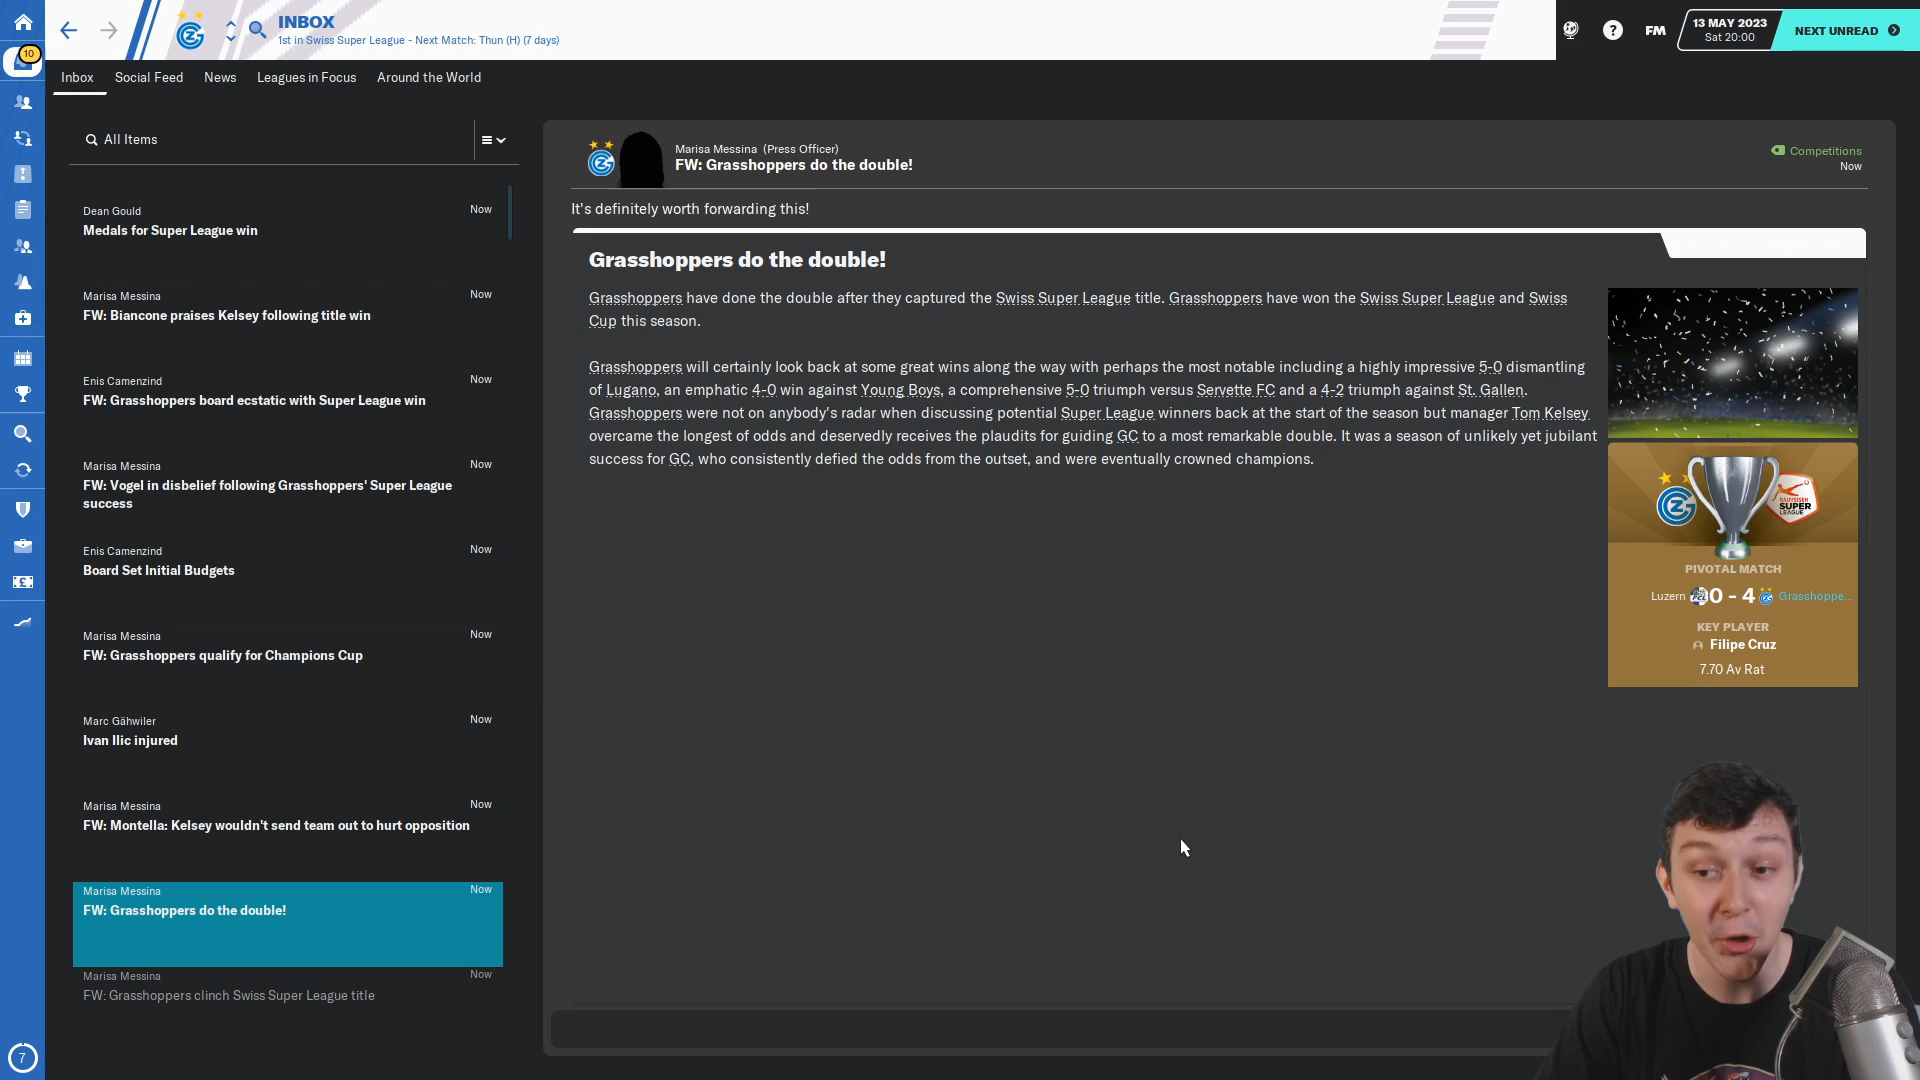 10
INBOX
1st in Swiss Super League - Next Match: Thun (H) (7 days)
FM
13 MAY 2023
Sat 20:00
NEXT UNREAD
Inbox
Social Feed
News
Leagues in Focus
Around the World
All Items
Dean Gould
Now
Medals for Super League win
Marisa Messina
Now
FW: Biancone praises Kelsey following title win
Enis Camenzind
Now
FW: Grasshoppers board ecstatic with Super League win
Marisa Messina
Now
FW: Vogel in disbelief following Grasshoppers' Super League
success
Enis Camenzind
Now
Board Set Initial Budgets
Marisa Messina
Now
FW: Grasshoppers qualify for Champions Cup
Marc Gähwiler
Now
Ivan Ilic injured
Marisa Messina
Now
FW: Montella: Kelsey wouldn't send team out to hurt opposition
Marisa Messina
Now
FW: Grasshoppers do the double!
Marisa Messina
Now
FW: Grasshoppers clinch Swiss Super League title
7
Marisa Messina (Press Officer)
FW: Grasshoppers do the double!
Competitions
Now
It's definitely worth forwarding this!
Grasshoppers do the double!
Grasshoppers have done the double after they captured the Swiss Super League title. Grasshoppers have won the Swiss Super League and Swiss
Cup this season.
Grasshoppers will certainly look back at some great wins along the way with perhaps the most notable including a highly impressive 5-0 dismantling
of Lugano, an emphatic 4-0 win against Young Boys, a comprehensive 5-0 triumph versus Servette FC and a 4-2 triumph against St. Gallen.
Grasshoppers were not on anybody's radar when discussing potential Super League winners back at the start of the season but manager Tom Kelsey
overcame the longest of odds and deservedly receives the plaudits for guiding GC to a most remarkable double. It was a season of unlikely yet jubilant
success for GC, who consistently defied the odds from the outset, and were eventually crowned champions.
RAIFFEISEN
SUPER
LEAGUE
PIVOTAL MATCH
Luzern 0 - 4 Grasshoppe...
KEY PLAYER
Filipe Cruz
7.70 Av Rat